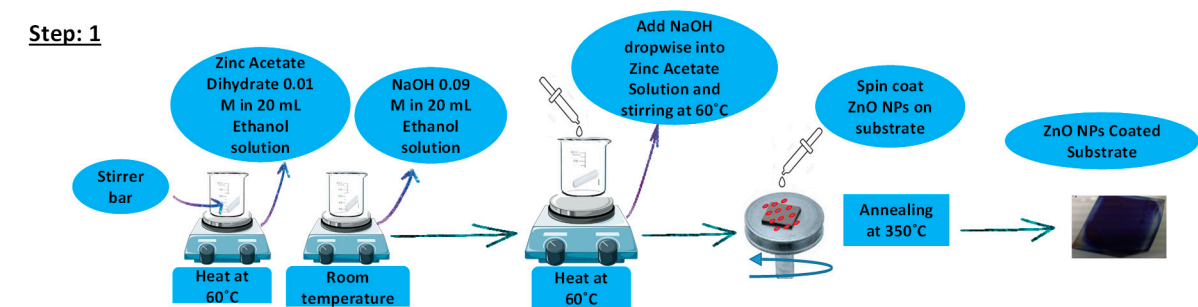 Step: 1
Zinc Acetate
Dihydrate 0.01
M in 20 mL
Ethanol
solution
NaOH 0.09
M in 20 mL
Ethanol
solution
Add NaOH
dropwise into
Zinc Acetate
Solution and
stirring at 60˚C
Spin coat
ZnO NPs on
substrate
ZnO NPs Coated
Substrate
Stirrer
bar
Annealing
at 350˚C
Heat at
60˚C
Room
temperature
Heat at
60˚C